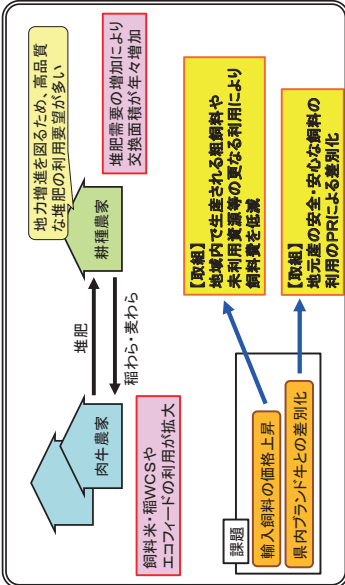 地力増進を図るため、高品質
な堆肥の利用要望が多い
肉牛農家
堆肥
稲わら・麦わら
耕種農家
飼料米・稲WCSや
エコフィードの利用が拡大
堆肥需要の増加により
交換面積が年々増加
課題
輸入飼料の価格上昇
県内ブランド牛との差別化
【取組】
地域内で生産される粗飼料や
未利用資源等の更なる利用により
飼料費を低減
【取組】
地元産の安全・安心な飼料の
利用のPRによる差別化